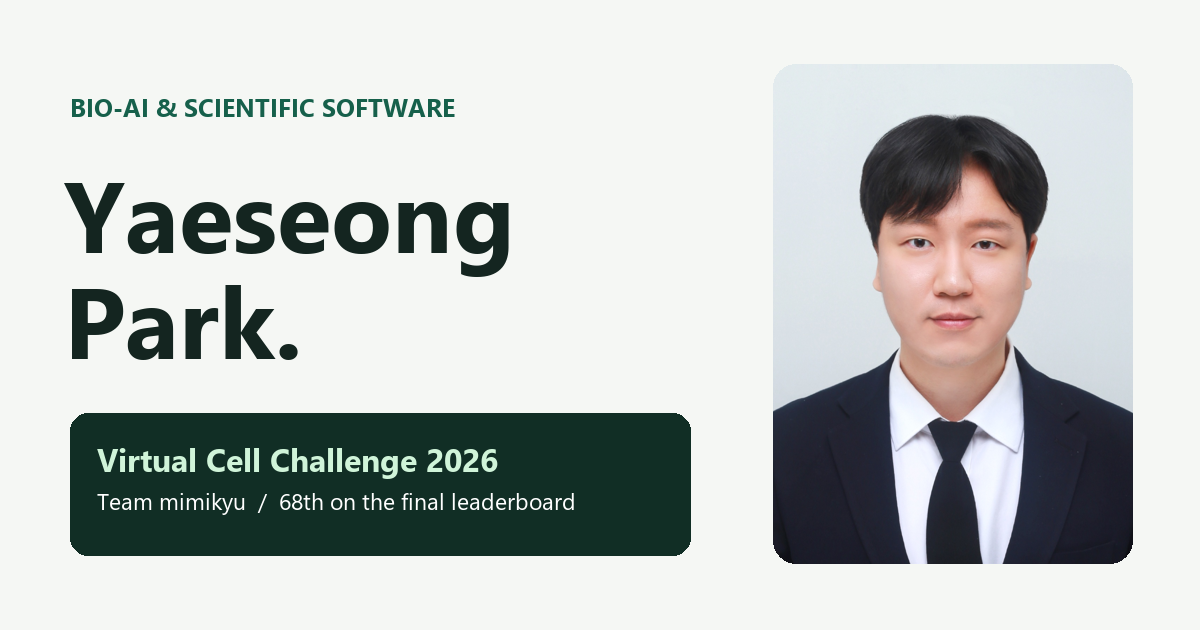 BIO-AI & SCIENTIFIC SOFTWARE
Yaeseong
Park.
Virtual Cell Challenge 2026
Team mimikyu / 68th on the final leaderboard